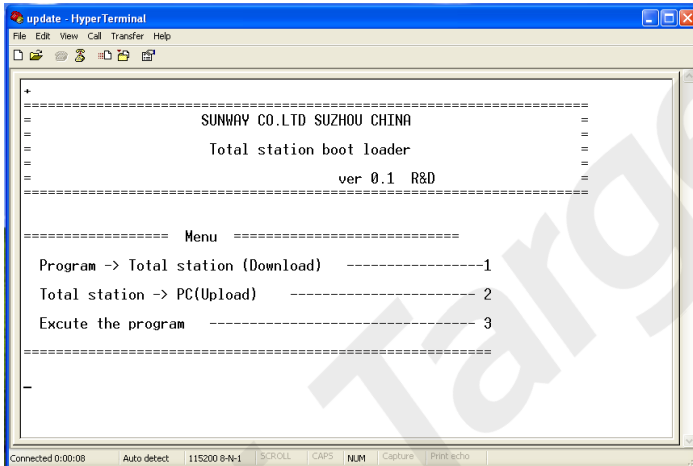 update - HyperTerminal
File Edit View Call Transfer Help
+
==================================================================
= SUNWAY CO.LTD SUZHOU CHINA =
= =
= Total station boot loader =
= =
= ver 0.1 R&D =
==================================================================
================== Menu ============================
Program -> Total station (Download) -----------------1
Total station -> PC(Upload) ----------------------- 2
Excute the program --------------------------------- 3
==========================================================
_
Connected 0:00:08 Auto detect 115200 8-N-1 SCROLL CAPS NUM Capture Print echo
Targ